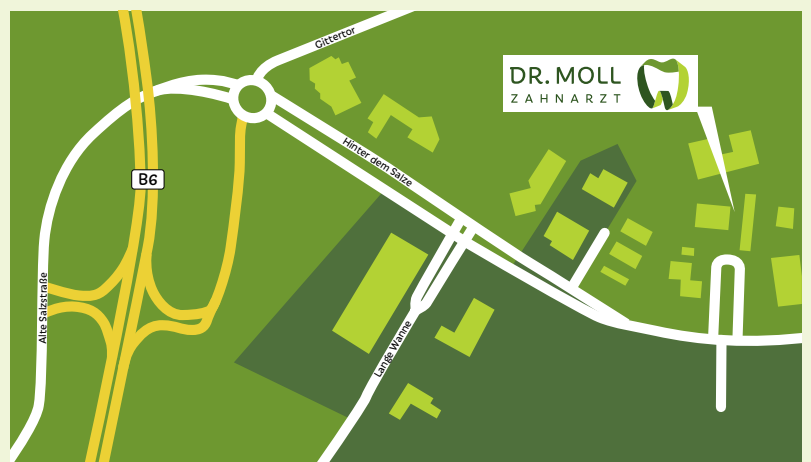 Gittertor
DR. MOLL
ZAHNARZT
Hinter dem Salze
B6
Alte Salzstraße
Lange Wanne